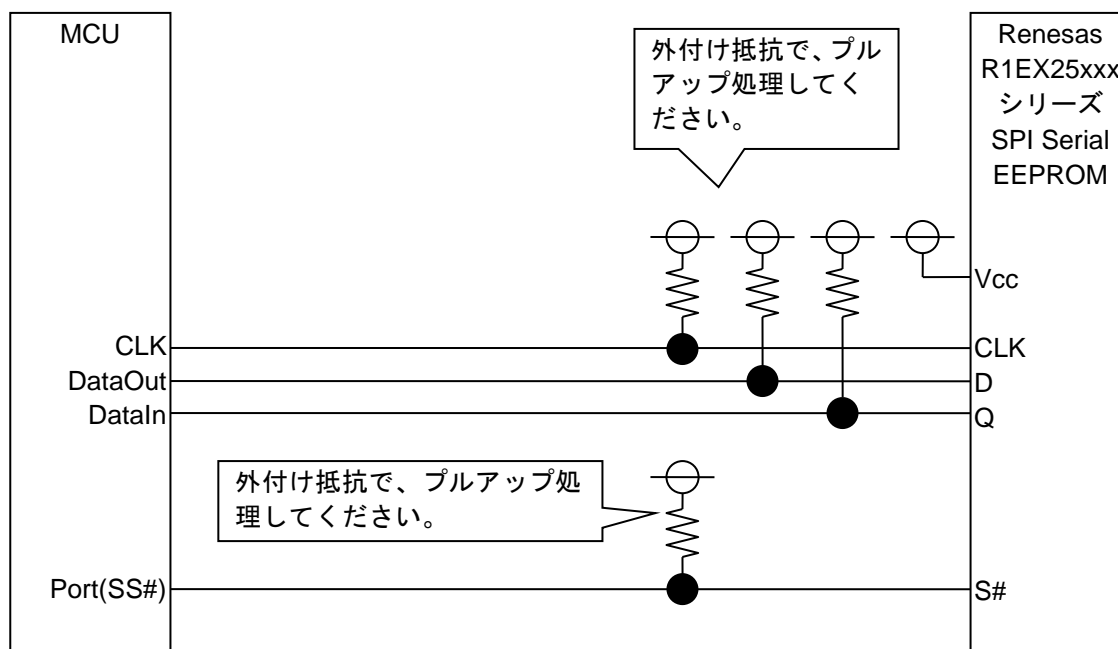 MCU
外付け抵抗で、プル
アップ処理してく
ださい。
Renesas
R1EX25xxx
シリーズ
SPI Serial
EEPROM
Vcc
CLK
CLK
DataOut
D
DataIn
Q
外付け抵抗で、プルアップ処
理してください。
Port(SS#)
S#